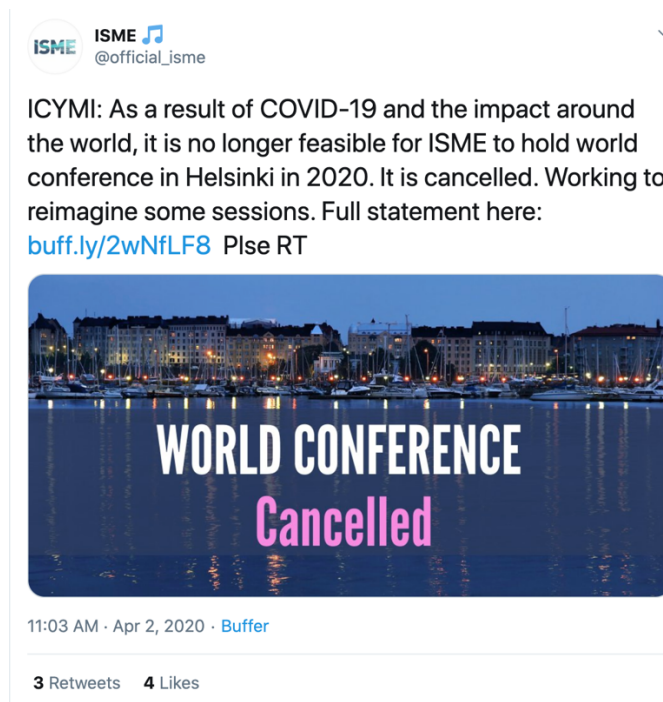 ISME
ISME 🎵
@official_isme
ICYMI: As a result of COVID-19 and the impact around
the world, it is no longer feasible for ISME to hold world
conference in Helsinki in 2020. It is cancelled. Working to
reimagine some sessions. Full statement here:
buff.ly/2wNfLF8 Plse RT
WORLD CONFERENCE
Cancelled
11:03 AM · Apr 2, 2020 · Buffer
3 Retweets 4 Likes